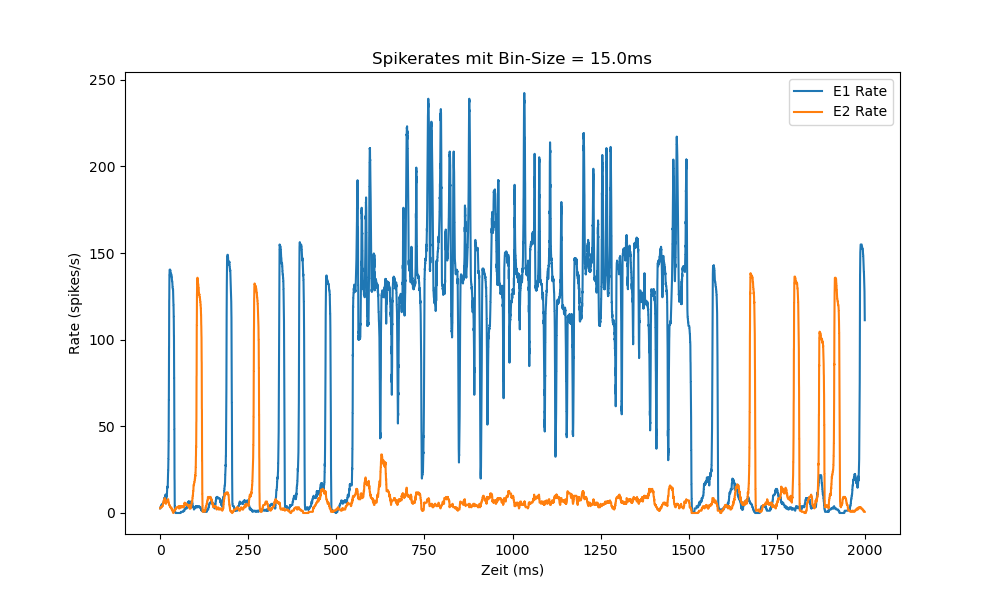 Spikerates mit Bin-Size = 15.0ms
E1 Rate
E2 Rate
Rate (spikes/s)
250
200
150
100
50
0
0 250 500 750 1000 1250 1500 1750 2000
Zeit (ms)